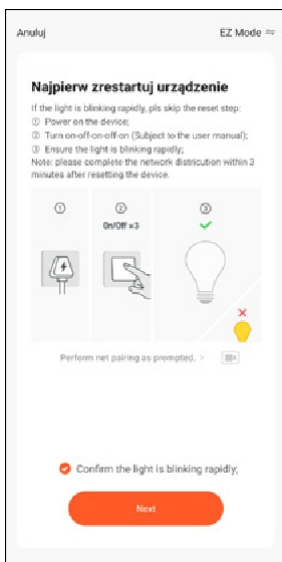 Anuluj EZ Mode
Najpierw zrestartuj urządzenie
If the light is blinking rapidly, pls skip the reset step:
① Power on the device;
② Turn on-off-on-off-on (Subject to the user manual);
③ Ensure the light is blinking rapidly;
Note: please complete the network distribution within 3
minutes after resetting the device.
① ② ③
On/Off ×3
Perform net pairing as prompted. >
Confirm the light is blinking rapidly;
Next